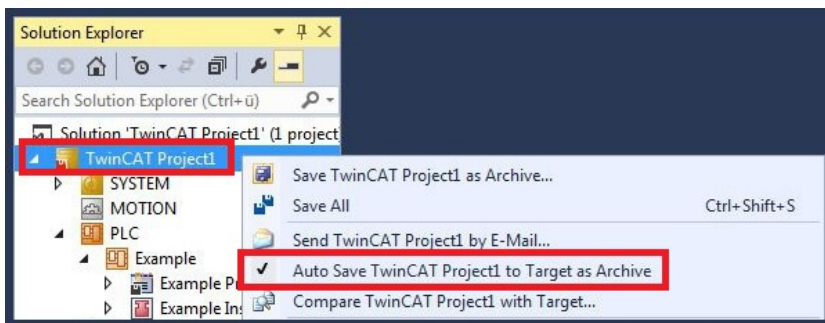 Solution Explorer
Search Solution Explorer (Ctrl+ü)
Solution 'TwinCAT Project1' (1 project
TwinCAT Project1
SYSTEM
MOTION
PLC
Example
Example P
Example In
Save TwinCAT Project1 as Archive...
Save All Ctrl+Shift+S
Send TwinCAT Project1 by E-Mail...
Auto Save TwinCAT Project1 to Target as Archive
Compare TwinCAT Project1 with Target...